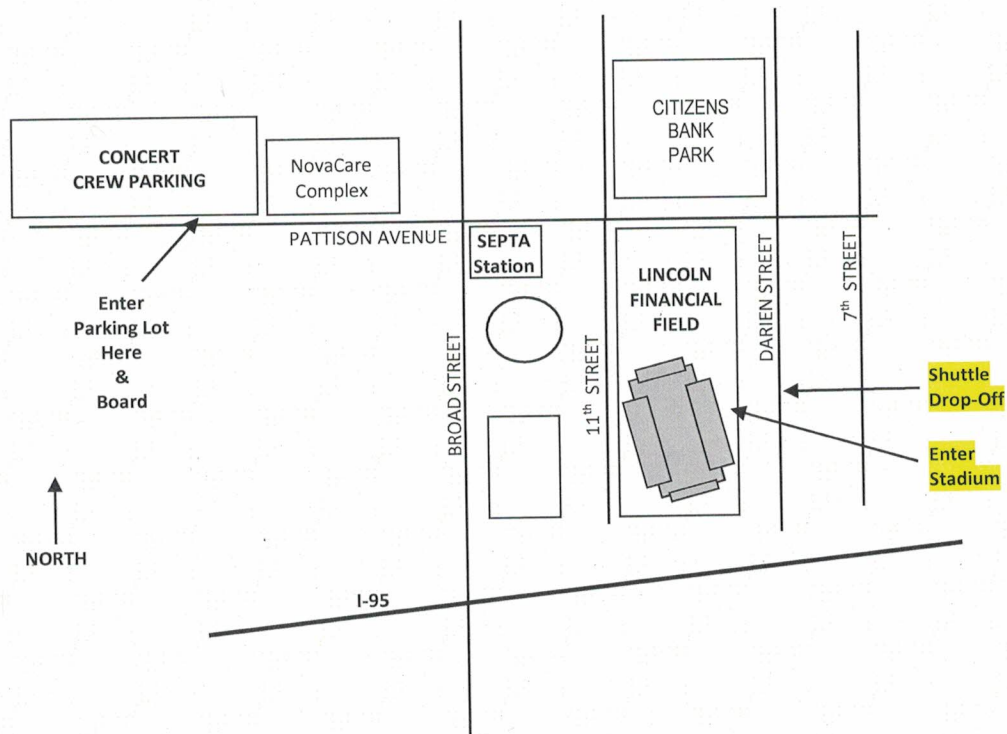 CITIZENS
BANK
PARK
CONCERT
CREW PARKING
NovaCare
Complex
PATTISON AVENUE
SEPTA
Station
LINCOLN
FINANCIAL
FIELD
DARIEN STREET
7th STREET
Enter
Parking Lot
Here
&
Board
BROAD STREET
11th STREET
Shuttle
Drop-Off
Enter
Stadium
NORTH
I-95